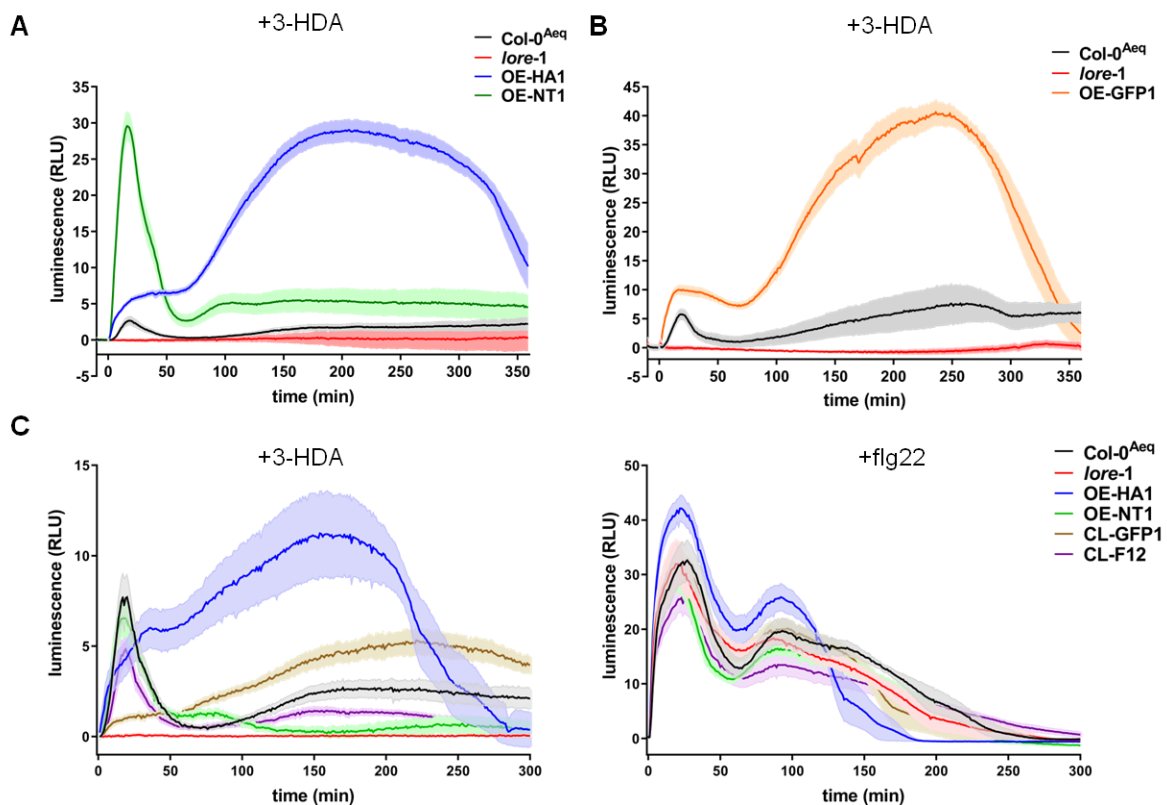 A
+3-HDA
Col-0Aeq
lore-1
OE-HA1
OE-NT1
luminescence (RLU)
35
30
25
20
15
10
5
0
-5
0 50 100 150 200 250 300 350
time (min)
B
+3-HDA
Col-0Aeq
lore-1
OE-GFP1
luminescence (RLU)
45
40
35
30
25
20
15
10
5
0
-5
0 50 100 150 200 250 300 350
time (min)
C
+3-HDA
luminescence (RLU)
15
10
5
0
0 50 100 150 200 250 300
time (min)
+flg22
Col-0Aeq
lore-1
OE-HA1
OE-NT1
CL-GFP1
CL-F12
luminescence (RLU)
50
40
30
20
10
0
0 50 100 150 200 250 300
time (min)